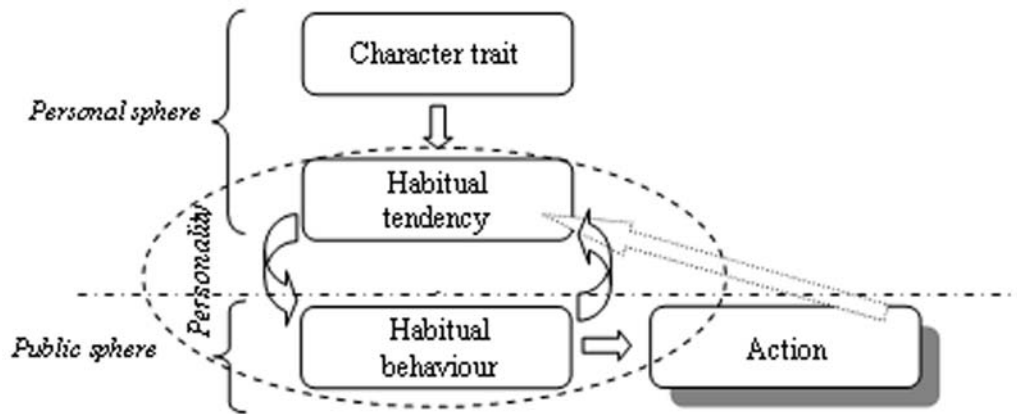 Character trait
Personal sphere
Habitual
tendency
Personality
Habitual
behaviour
Public sphere
Action